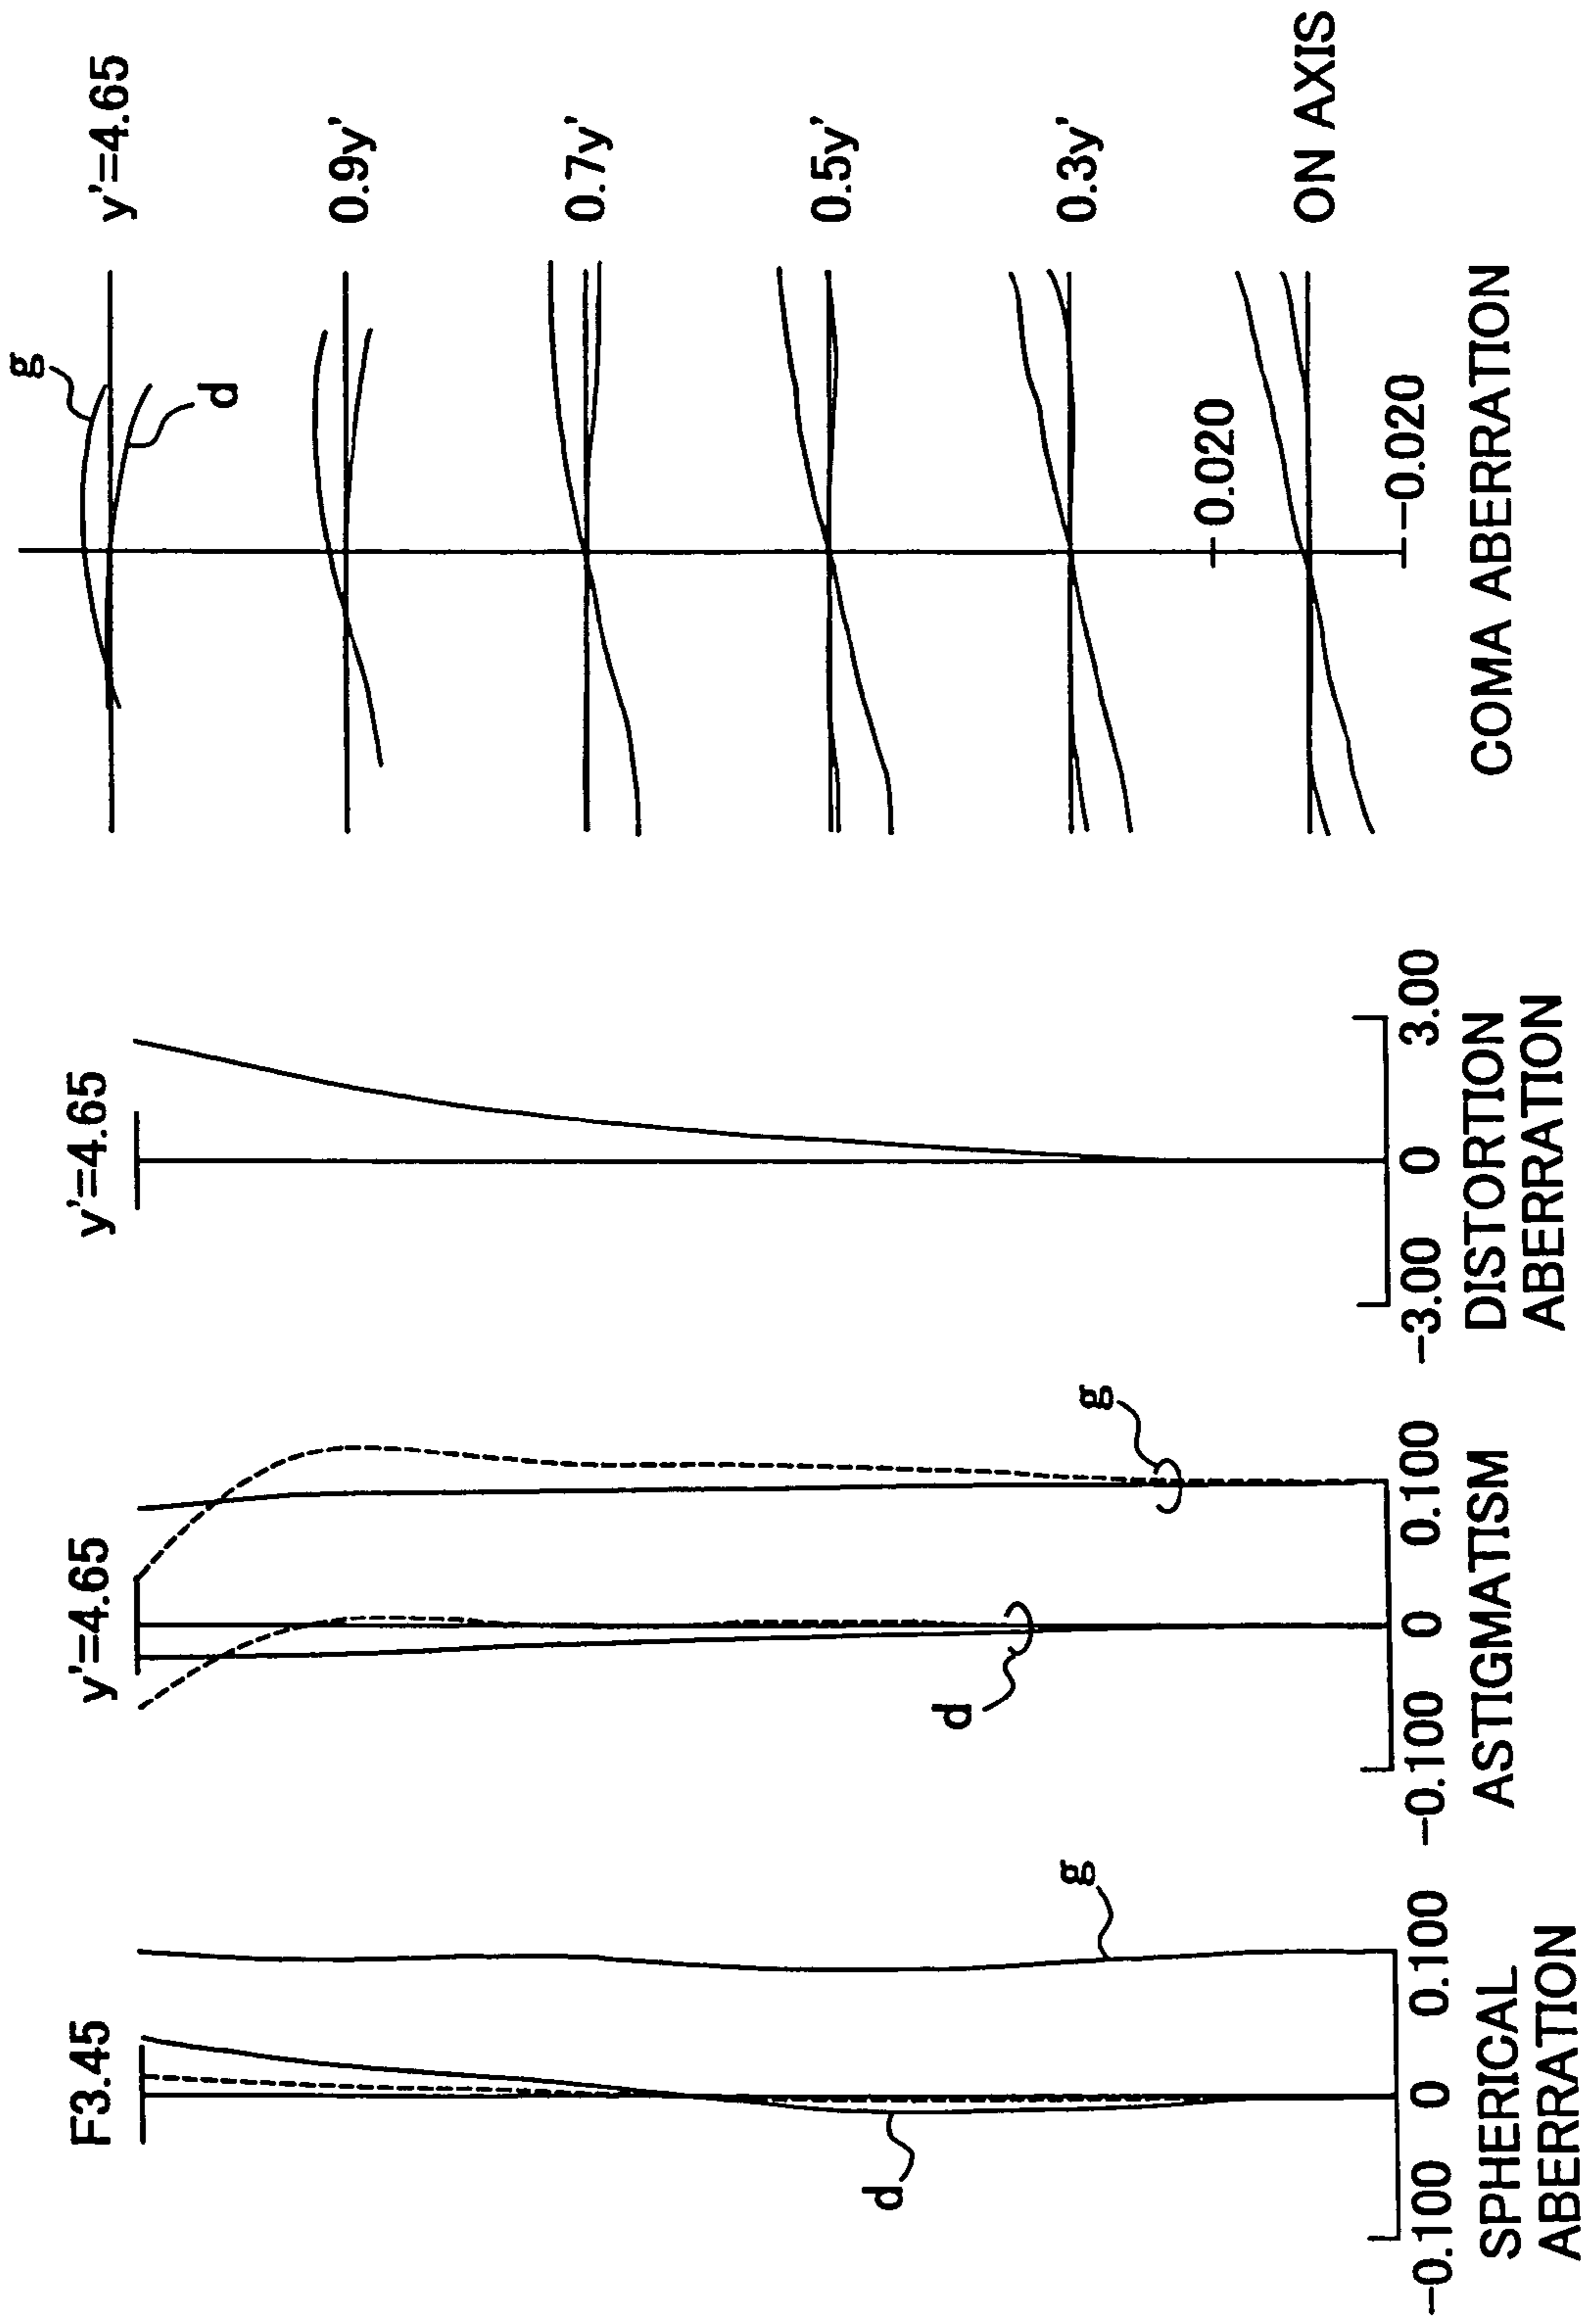 F3.45
g
d
−0.100
0
0.100
SPHERICAL
ABERRATION
y'=4.65
g
d
−0.100
0
0.100
ASTIGMATISM
y'=4.65
−3.00
0
3.00
DISTORTION
ABERRATION
g
y'=4.65
d
0.9y'
0.7y'
0.5y'
0.3y'
0.020
ON AXIS
−0.020
COMA ABERRATION